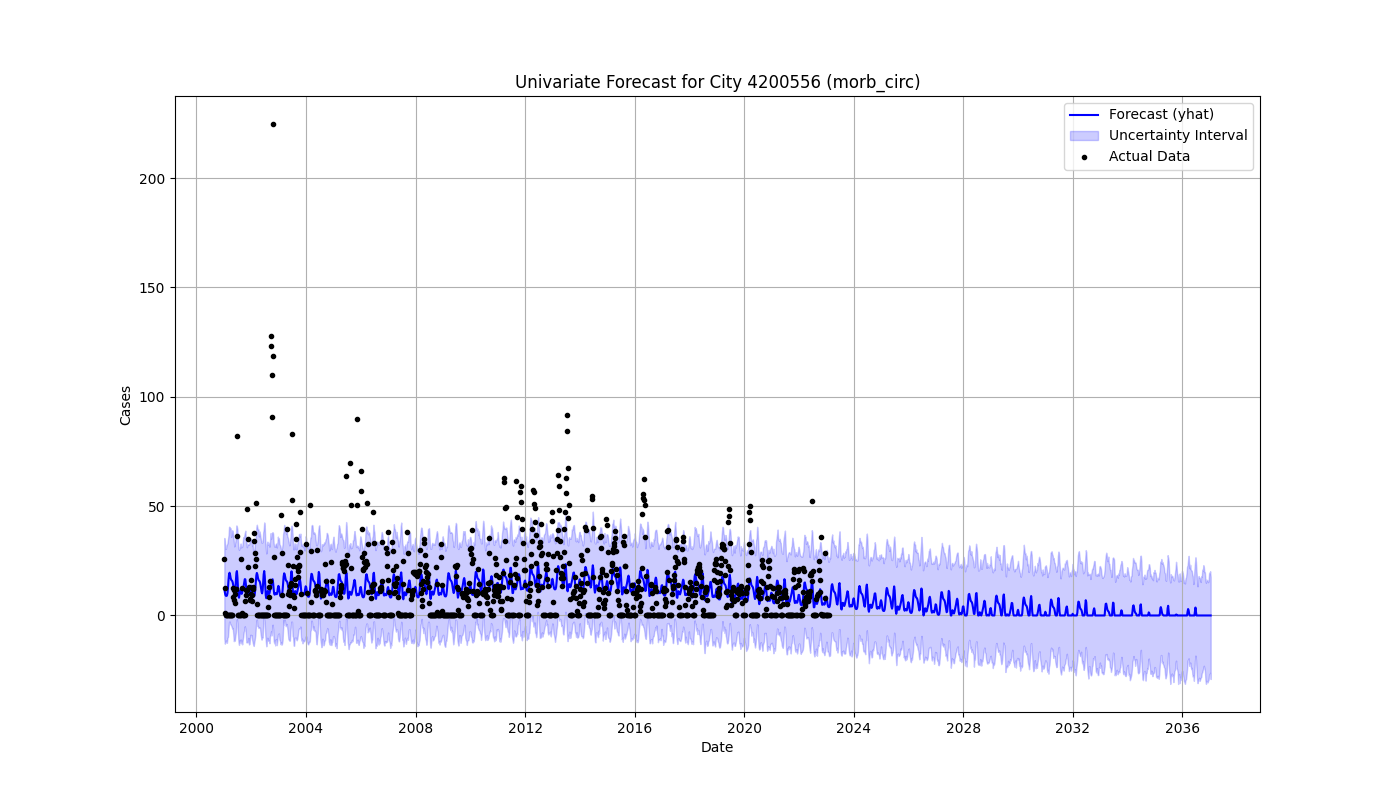 Univariate Forecast for City 4200556 (morb_circ)
Forecast (yhat)
Uncertainty Interval
Actual Data
200
150
100
50
0
Cases
2000 2004 2008 2012 2016 2020 2024 2028 2032 2036
Date